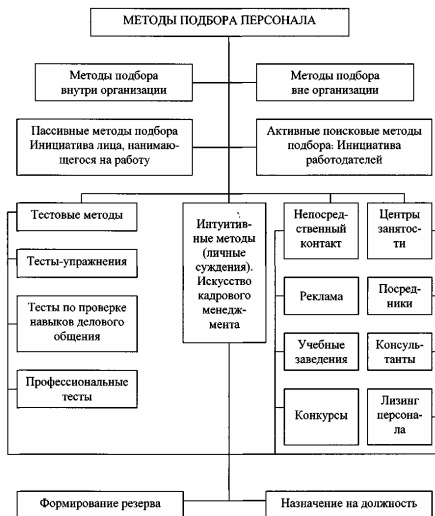 МЕТОДЫ ПОДБОРА ПЕРСОНАЛА
Методы подбора
внутри организации
Методы подбора
вне организации
Пассивные методы подбора
Инициатива лица, нанимаю-
щегося на работу
Активные поисковые методы
подбора: Инициатива
работодателей
Тестовые методы
Тесты-упражнения
Тесты по проверке
навыков делового
общения
Профессиональные
тесты
Интуитив-
ные методы
(личные
суждения).
Искусство
кадрового
менедж-
мента
Непосред-
ственный
контакт
Реклама
Учебные
заведения
Конкурсы
Центры
занятос-
ти
Посред-
ники
Консуль-
танты
Лизинг
персона-
ла
Формирование резерва
Назначение на должность